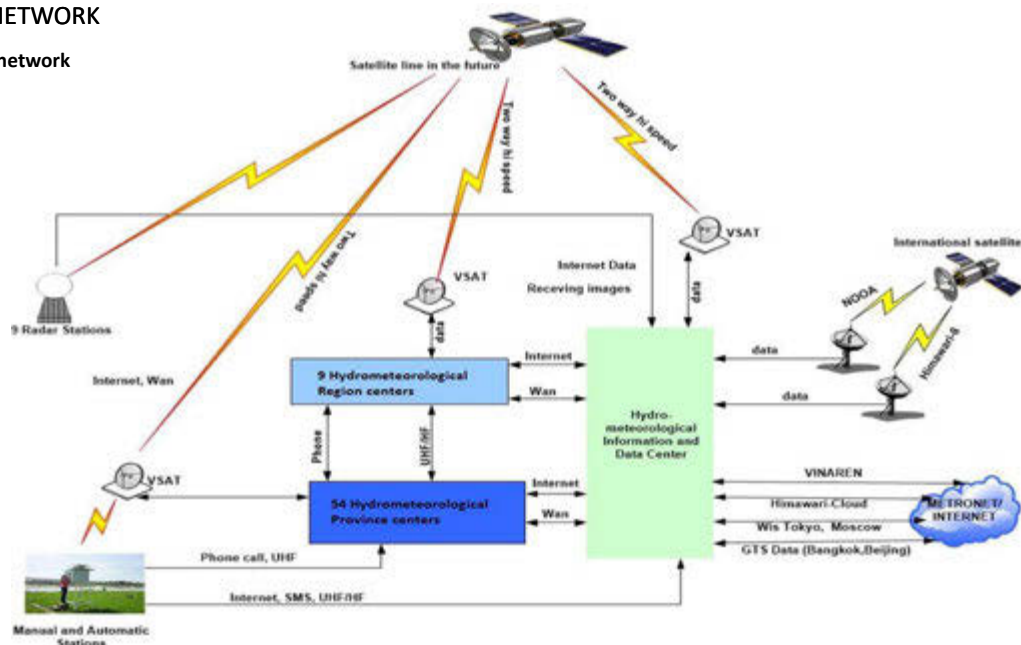 NETWORK
network
Satellite line in the future
Two way hi speed
Two way hi speed
Two way hi speed
VSAT
International satellite
VSAT
Internet Data
Receving images
NOOA
Himawari-8
9 Radar Stations
data
data
data
data
Internet, Wan
9 Hydrometeorological
Region centers
Internet
Wan
Hydro-
meteorological
Information and
Data Center
Phone
UHF/HF
VSAT
54 Hydrometeorological
Province centers
Internet
Wan
VINAREN
Himawari-Cloud
METRONET/
INTERNET
Wis Tokyo, Moscow
GTS Data (Bangkok,Beijing)
Phone call, UHF
Internet, SMS, UHF/HF
Manual and Automatic
Stations